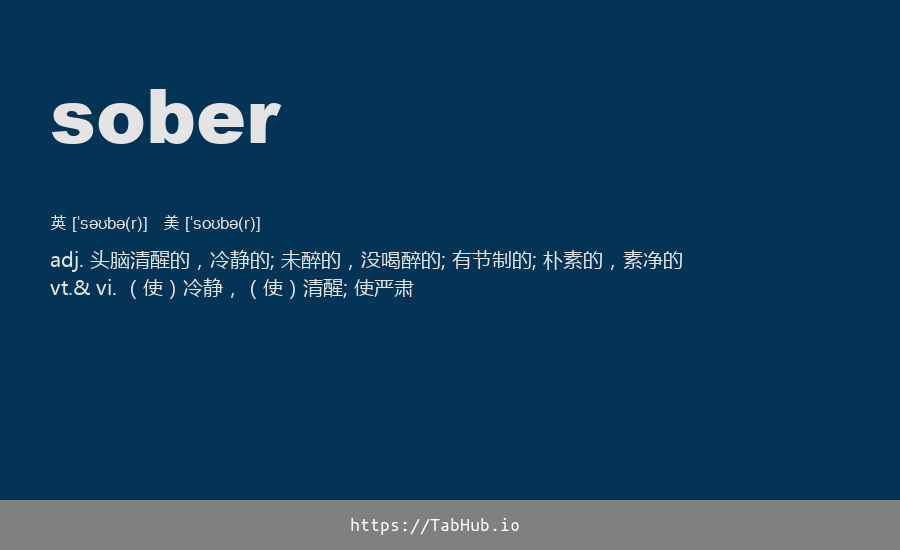 sober
英 [ˈsəʊbə(r)] 美 [ˈsoʊbə(r)]
adj. 头脑清醒的，冷静的; 未醉的，没喝醉的; 有节制的; 朴素的，素净的
vt.& vi. （使）冷静，（使）清醒; 使严肃
https://TabHub.io